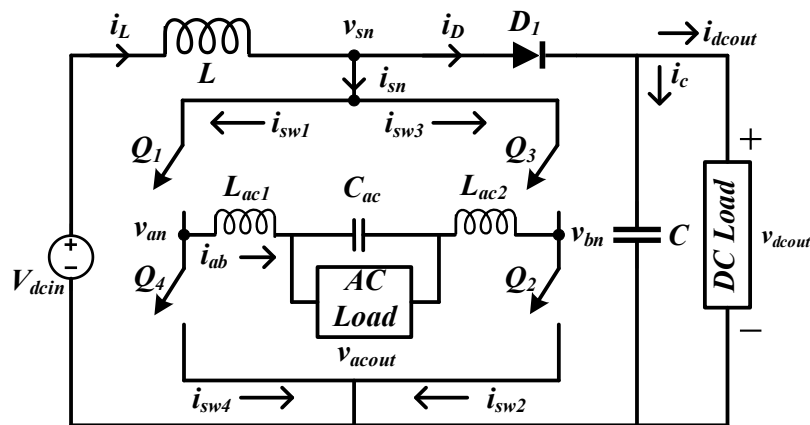 i_L
L
v_sn
i_D
D_1
i_dcout
i_sn
i_c
i_sw1
i_sw3
Q_1
Q_3
+
L_ac1
C_ac
L_ac2
v_an
v_bn
C
DC Load
v_dcout
+
−
V_dcin
i_ab
Q_4
AC
Load
Q_2
v_acout
−
i_sw4
i_sw2